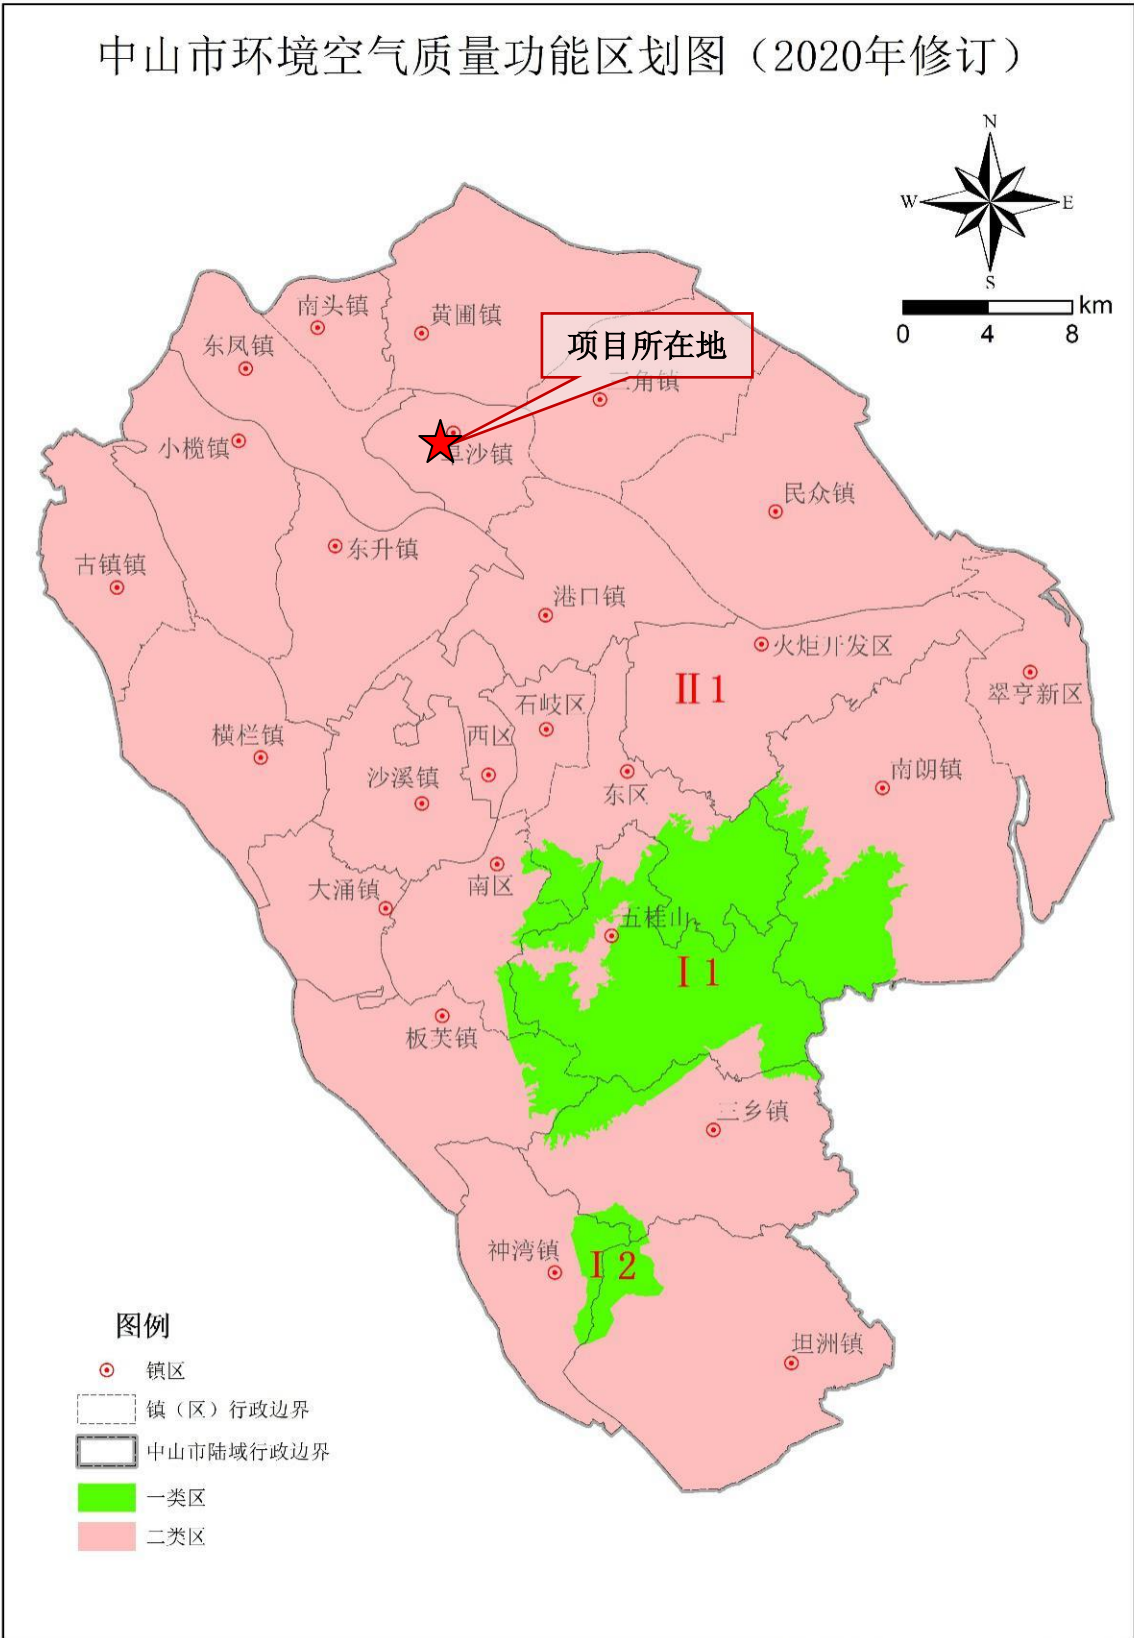 中山市环境空气质量功能区划图（2020年修订）
N
W
E
S
km
0 4 8
南头镇
黄圃镇
东凤镇
项目所在地
三角镇
小榄镇
阜沙镇
民众镇
东升镇
古镇镇
港口镇
火炬开发区
Ⅱ1
翠亨新区
石岐区
横栏镇
西区
南朗镇
沙溪镇
东区
大涌镇
南区
五桂山
Ⅰ1
板芙镇
三乡镇
神湾镇
Ⅰ2
坦洲镇
图例
镇区
镇（区）行政边界
中山市陆域行政边界
一类区
二类区